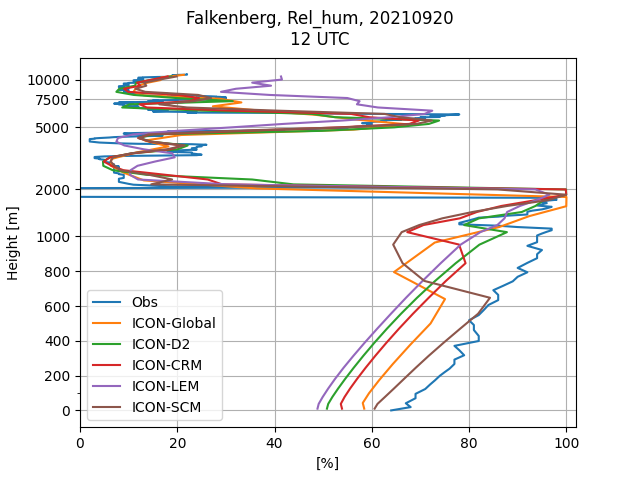 Falkenberg, Rel_hum, 20210920
12 UTC
10000
7500
5000
2000
1000
800
600
400
200
0
Height [m]
Obs
ICON-Global
ICON-D2
ICON-CRM
ICON-LEM
ICON-SCM
0 20 40 60 80 100
[%]